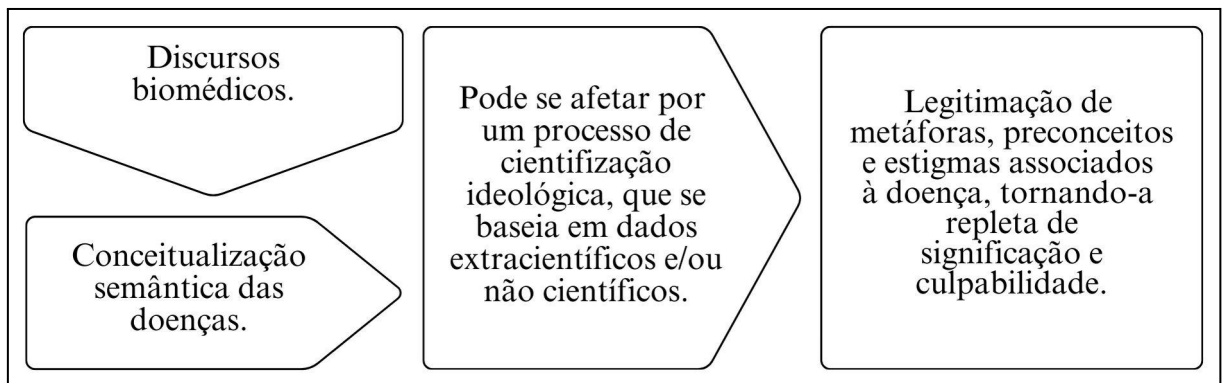 Discursos
biomédicos.
Conceitualização
semântica das
doenças.
Pode se afetar por
um processo de
cientifização
ideológica, que se
baseia em dados
extracientíficos e/ou
não científicos.
Legitimação de
metáforas, preconceitos
e estigmas associados
à doença, tornando-a
repleta de
significação e
culpabilidade.